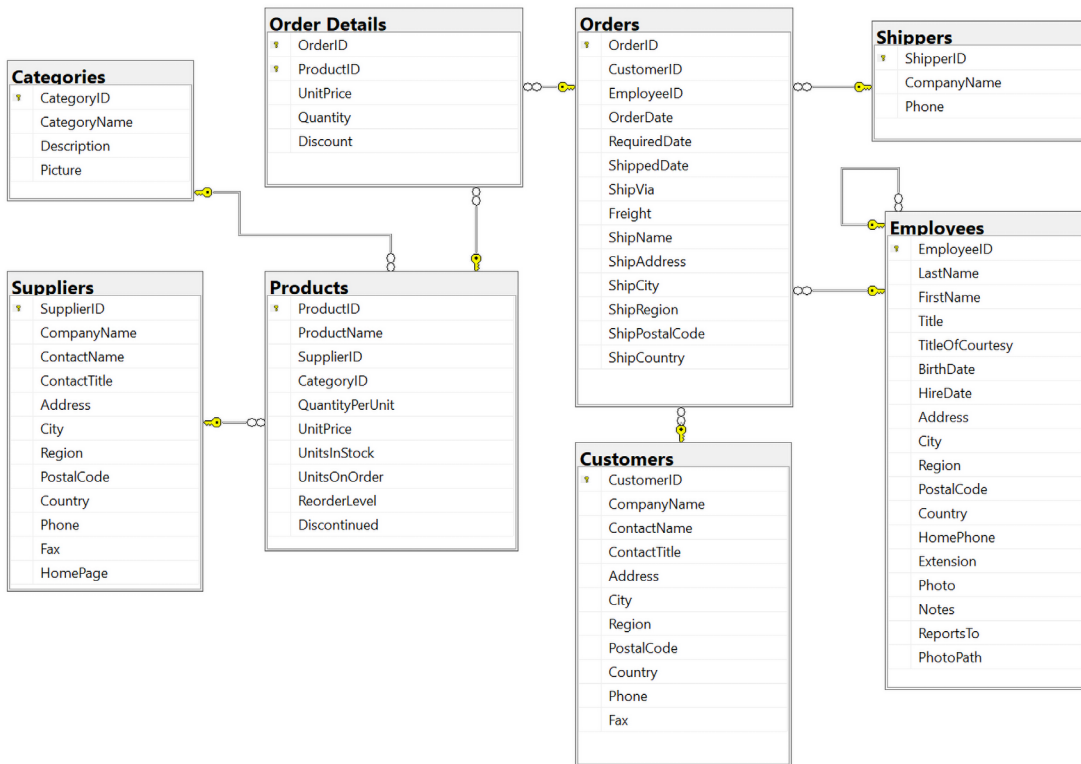 Categories
CategoryID
CategoryName
Description
Picture
Order Details
OrderID
ProductID
UnitPrice
Quantity
Discount
Orders
OrderID
CustomerID
EmployeeID
OrderDate
RequiredDate
ShippedDate
ShipVia
Freight
ShipName
ShipAddress
ShipCity
ShipRegion
ShipPostalCode
ShipCountry
Shippers
ShipperID
CompanyName
Phone
Suppliers
SupplierID
CompanyName
ContactName
ContactTitle
Address
City
Region
PostalCode
Country
Phone
Fax
HomePage
Products
ProductID
ProductName
SupplierID
CategoryID
QuantityPerUnit
UnitPrice
UnitsInStock
UnitsOnOrder
ReorderLevel
Discontinued
Customers
CustomerID
CompanyName
ContactName
ContactTitle
Address
City
Region
PostalCode
Country
Phone
Fax
Employees
EmployeeID
LastName
FirstName
Title
TitleOfCourtesy
BirthDate
HireDate
Address
City
Region
PostalCode
Country
HomePhone
Extension
Photo
Notes
ReportsTo
PhotoPath